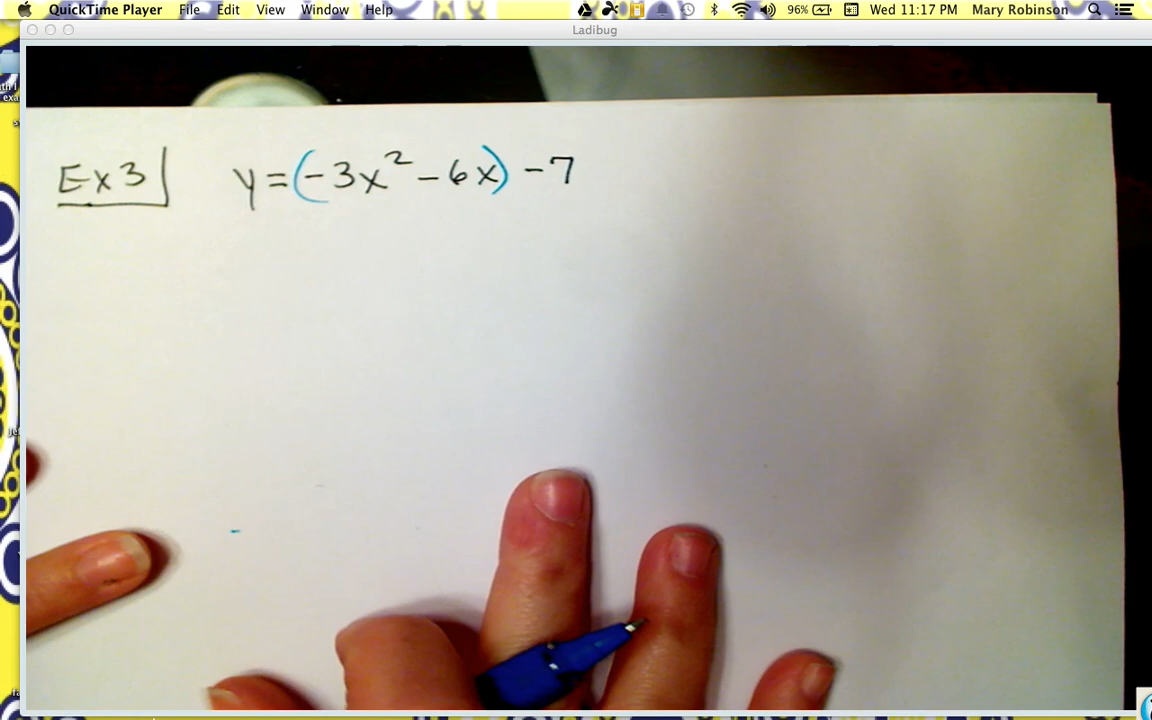 QuickTime Player File Edit View Window Help 96% Wed 11:17 PM Mary Robinson
Ladibug
Ex 3 y = (-3x² - 6x) - 7